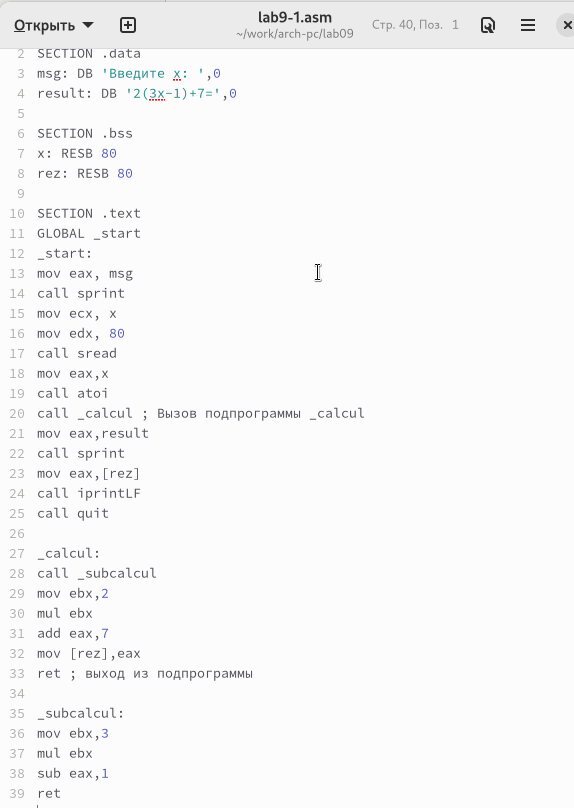 Открыть
lab9-1.asm
~/work/arch-pc/lab09
Стр. 40, Поз. 1
2 SECTION .data
3 msg: DB 'Введите x: ',0
4 result: DB '2(3x-1)+7=',0
5
6 SECTION .bss
7 x: RESB 80
8 rez: RESB 80
9
10 SECTION .text
11 GLOBAL _start
12 _start:
13 mov eax, msg
14 call sprint
15 mov ecx, x
16 mov edx, 80
17 call sread
18 mov eax,x
19 call atoi
20 call _calcul ; Вызов подпрограммы _calcul
21 mov eax,result
22 call sprint
23 mov eax,[rez]
24 call iprintLF
25 call quit
26
27 _calcul:
28 call _subcalcul
29 mov ebx,2
30 mul ebx
31 add eax,7
32 mov [rez],eax
33 ret ; выход из подпрограммы
34
35 _subcalcul:
36 mov ebx,3
37 mul ebx
38 sub eax,1
39 ret